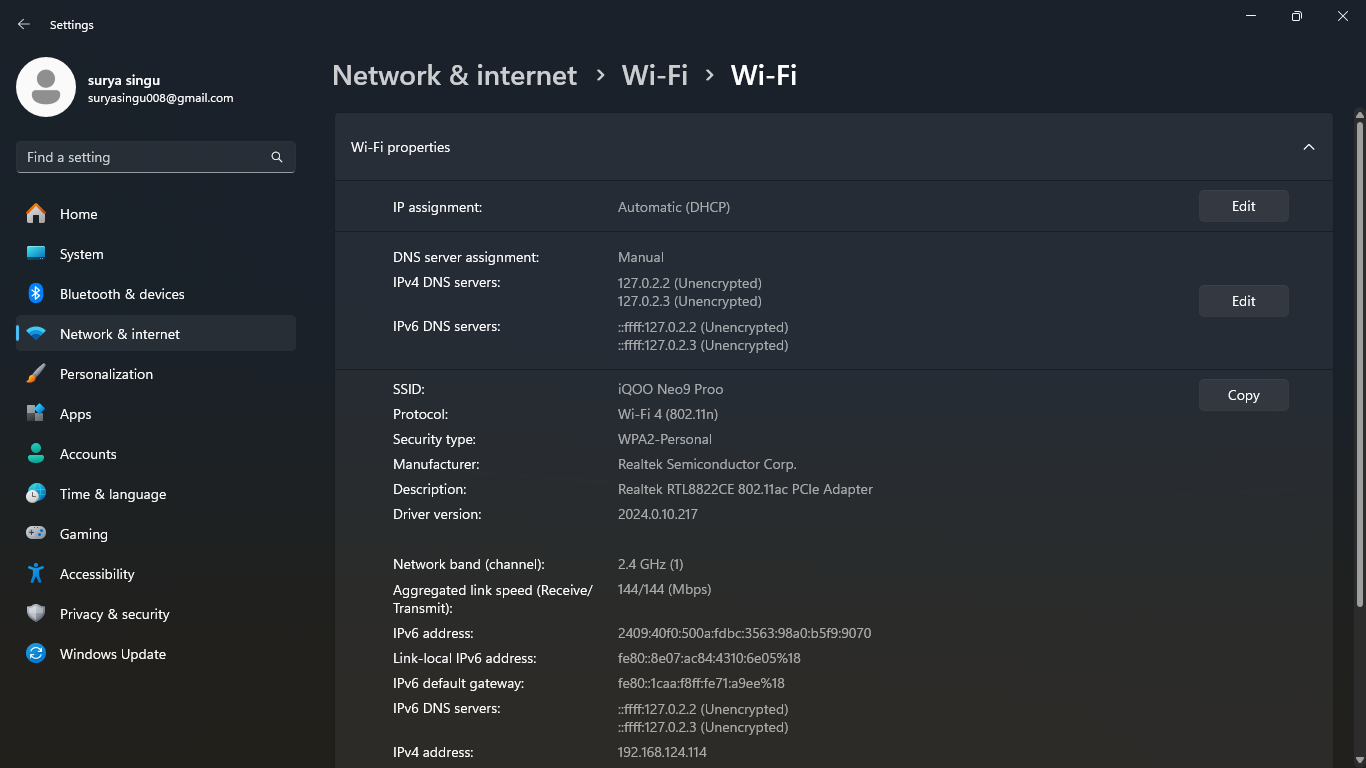 Settings
surya singu
suryasingu008@gmail.com
Find a setting
Home
System
Bluetooth & devices
Network & internet
Personalization
Apps
Accounts
Time & language
Gaming
Accessibility
Privacy & security
Windows Update
Network & internet > Wi-Fi > Wi-Fi
Wi-Fi properties
IP assignment: Automatic (DHCP) Edit
DNS server assignment: Manual
IPv4 DNS servers: 127.0.2.2 (Unencrypted)
127.0.2.3 (Unencrypted)
Edit
IPv6 DNS servers: ::ffff:127.0.2.2 (Unencrypted)
::ffff:127.0.2.3 (Unencrypted)
SSID: iQOO Neo9 Proo
Copy
Protocol: Wi-Fi 4 (802.11n)
Security type: WPA2-Personal
Manufacturer: Realtek Semiconductor Corp.
Description: Realtek RTL8822CE 802.11ac PCIe Adapter
Driver version: 2024.0.10.217
Network band (channel): 2.4 GHz (1)
Aggregated link speed (Receive/ 144/144 (Mbps)
Transmit):
IPv6 address: 2409:40f0:500a:fdbc:3563:98a0:b5f9:9070
Link-local IPv6 address: fe80::8e07:ac84:4310:6e05%18
IPv6 default gateway: fe80::1caa:f8ff:fe71:a9ee%18
IPv6 DNS servers: ::ffff:127.0.2.2 (Unencrypted)
::ffff:127.0.2.3 (Unencrypted)
IPv4 address: 192.168.124.114